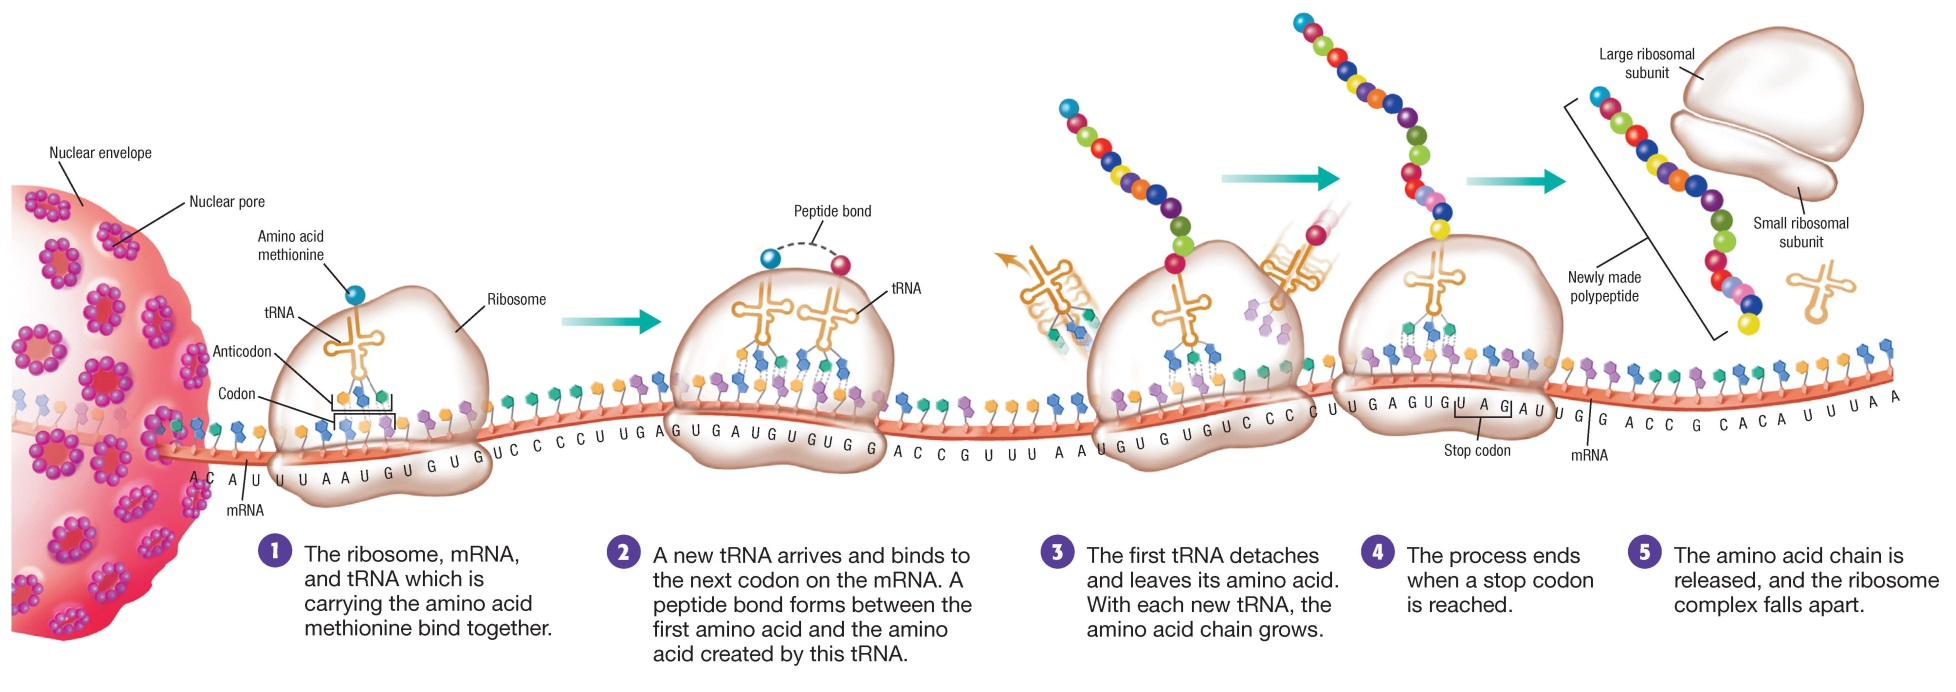 Nuclear envelope
Nuclear pore
Amino acid
methionine
tRNA
Ribosome
Anticodon
Codon
mRNA
Peptide bond
tRNA
Large ribosomal
subunit
Small ribosomal
subunit
Newly made
polypeptide
Stop codon
mRNA
A C A U U U A A U G U G U G U C C C C U U G A G U G A U G U G U G G A C C G U U U A A U G U G U G U C C C C U U G A G U G U A G A U U G G A C C G C A C A U U U A A
1 The ribosome, mRNA,
and tRNA which is
carrying the amino acid
methionine bind together.
2 A new tRNA arrives and binds to
the next codon on the mRNA. A
peptide bond forms between the
first amino acid and the amino
acid created by this tRNA.
3 The first tRNA detaches
and leaves its amino acid.
With each new tRNA, the
amino acid chain grows.
4 The process ends
when a stop codon
is reached.
5 The amino acid chain is
released, and the ribosome
complex falls apart.